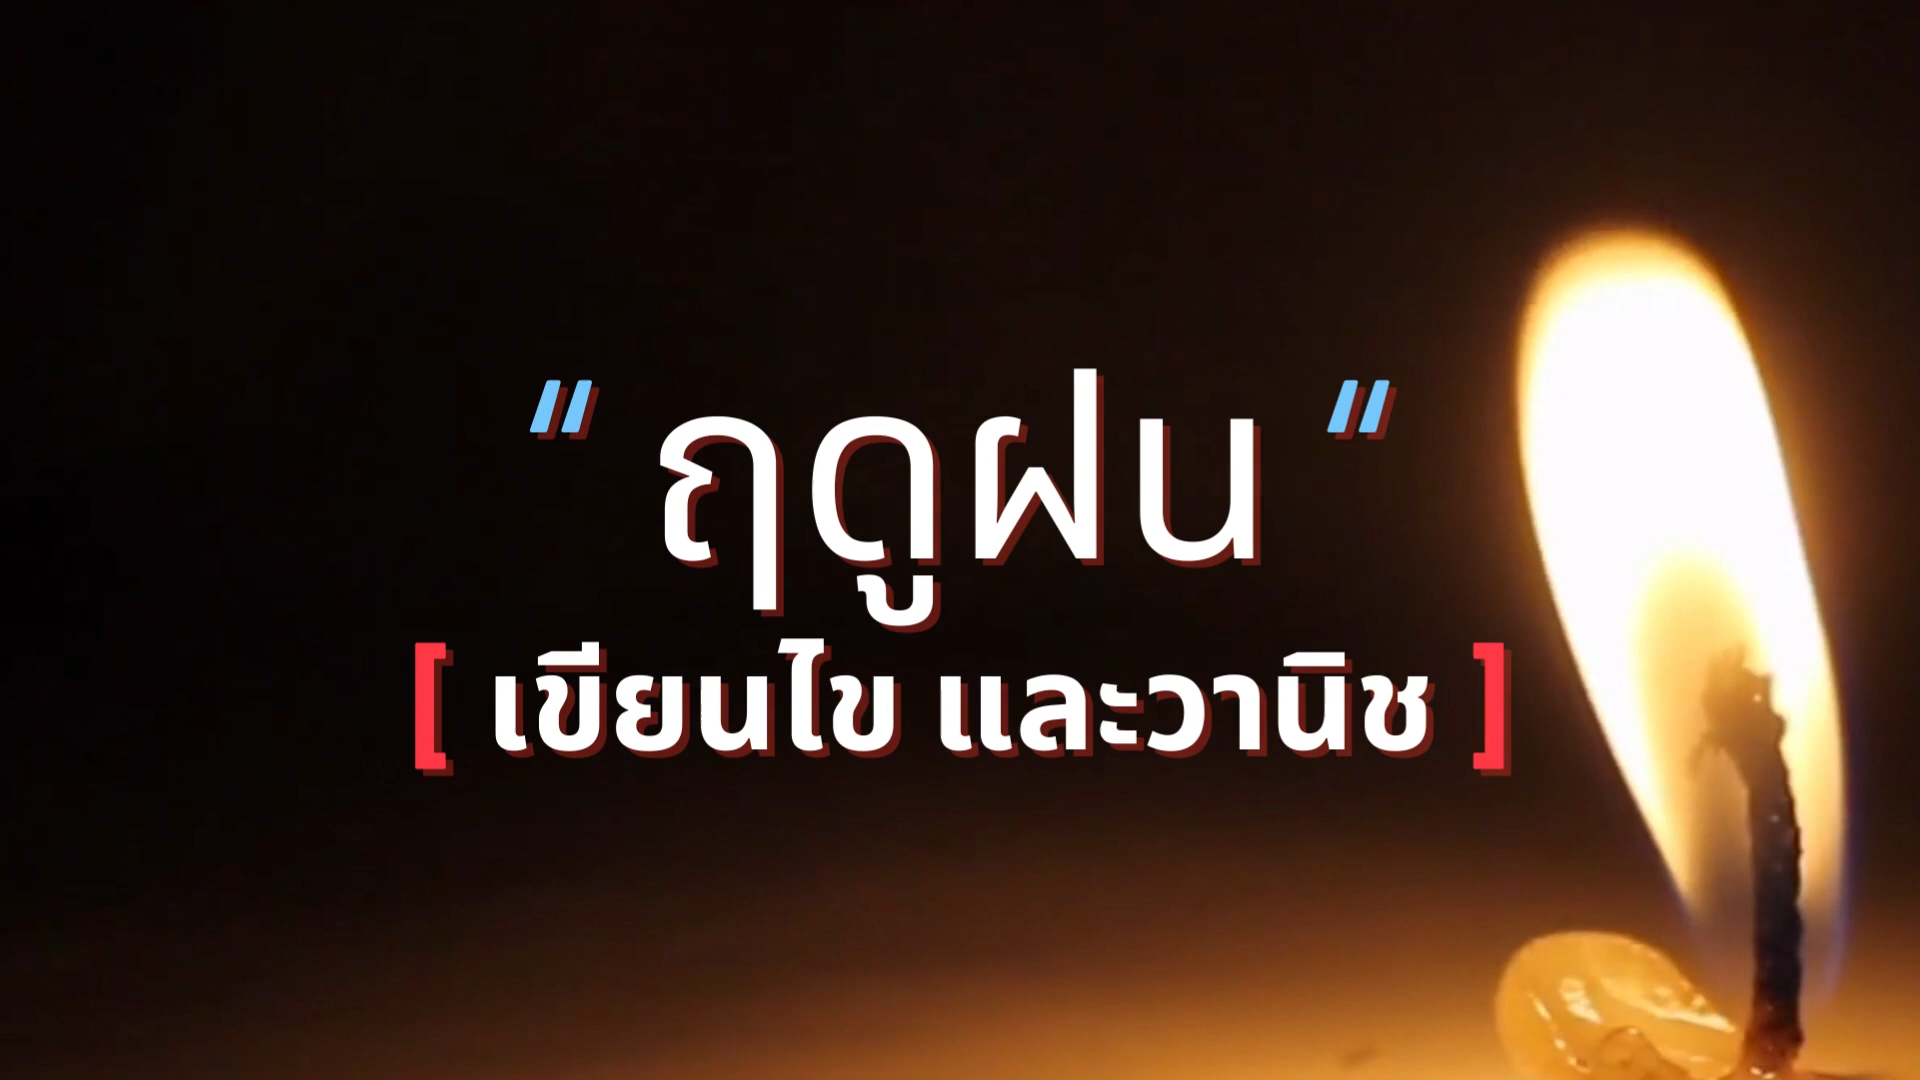 " ฤดูฝน "
[ เขียนไข และวานิช ]